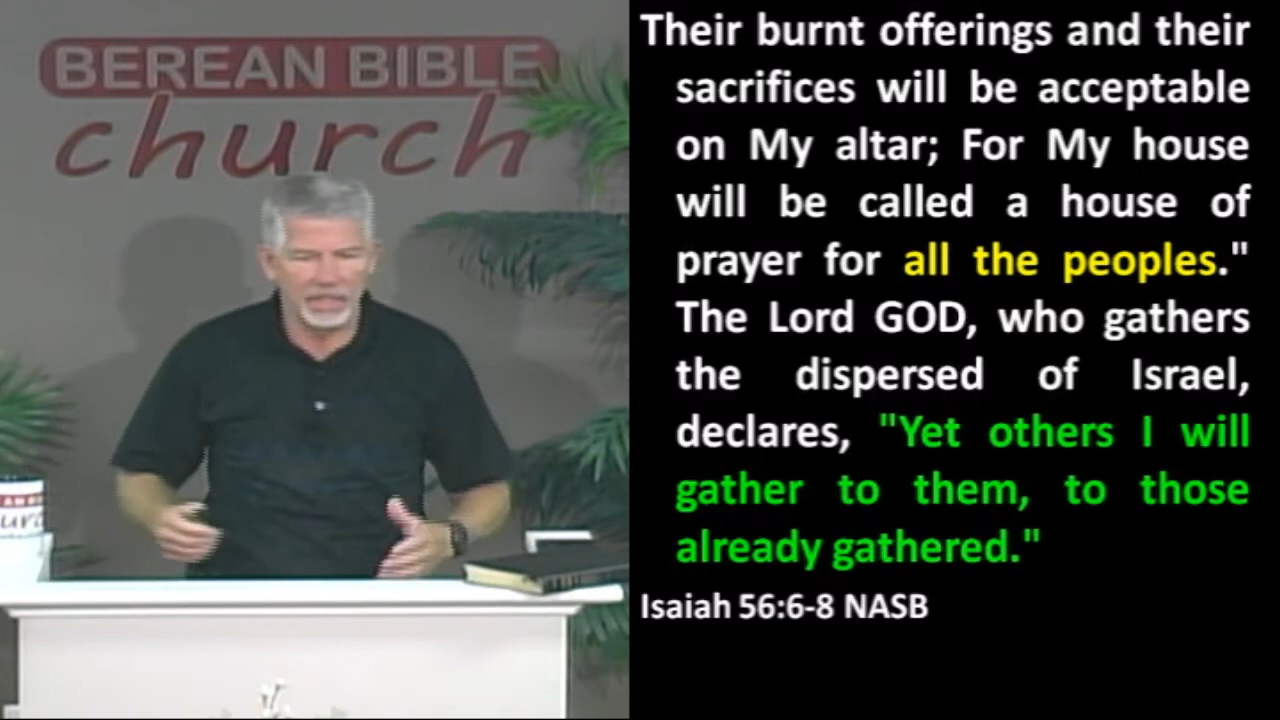 BEREAN BIBLE
church
Their burnt offerings and their
sacrifices will be acceptable
on My altar; For My house
will be called a house of
prayer for all the peoples."
The Lord GOD, who gathers
the dispersed of Israel,
declares, "Yet others I will
gather to them, to those
already gathered."
Isaiah 56:6-8 NASB